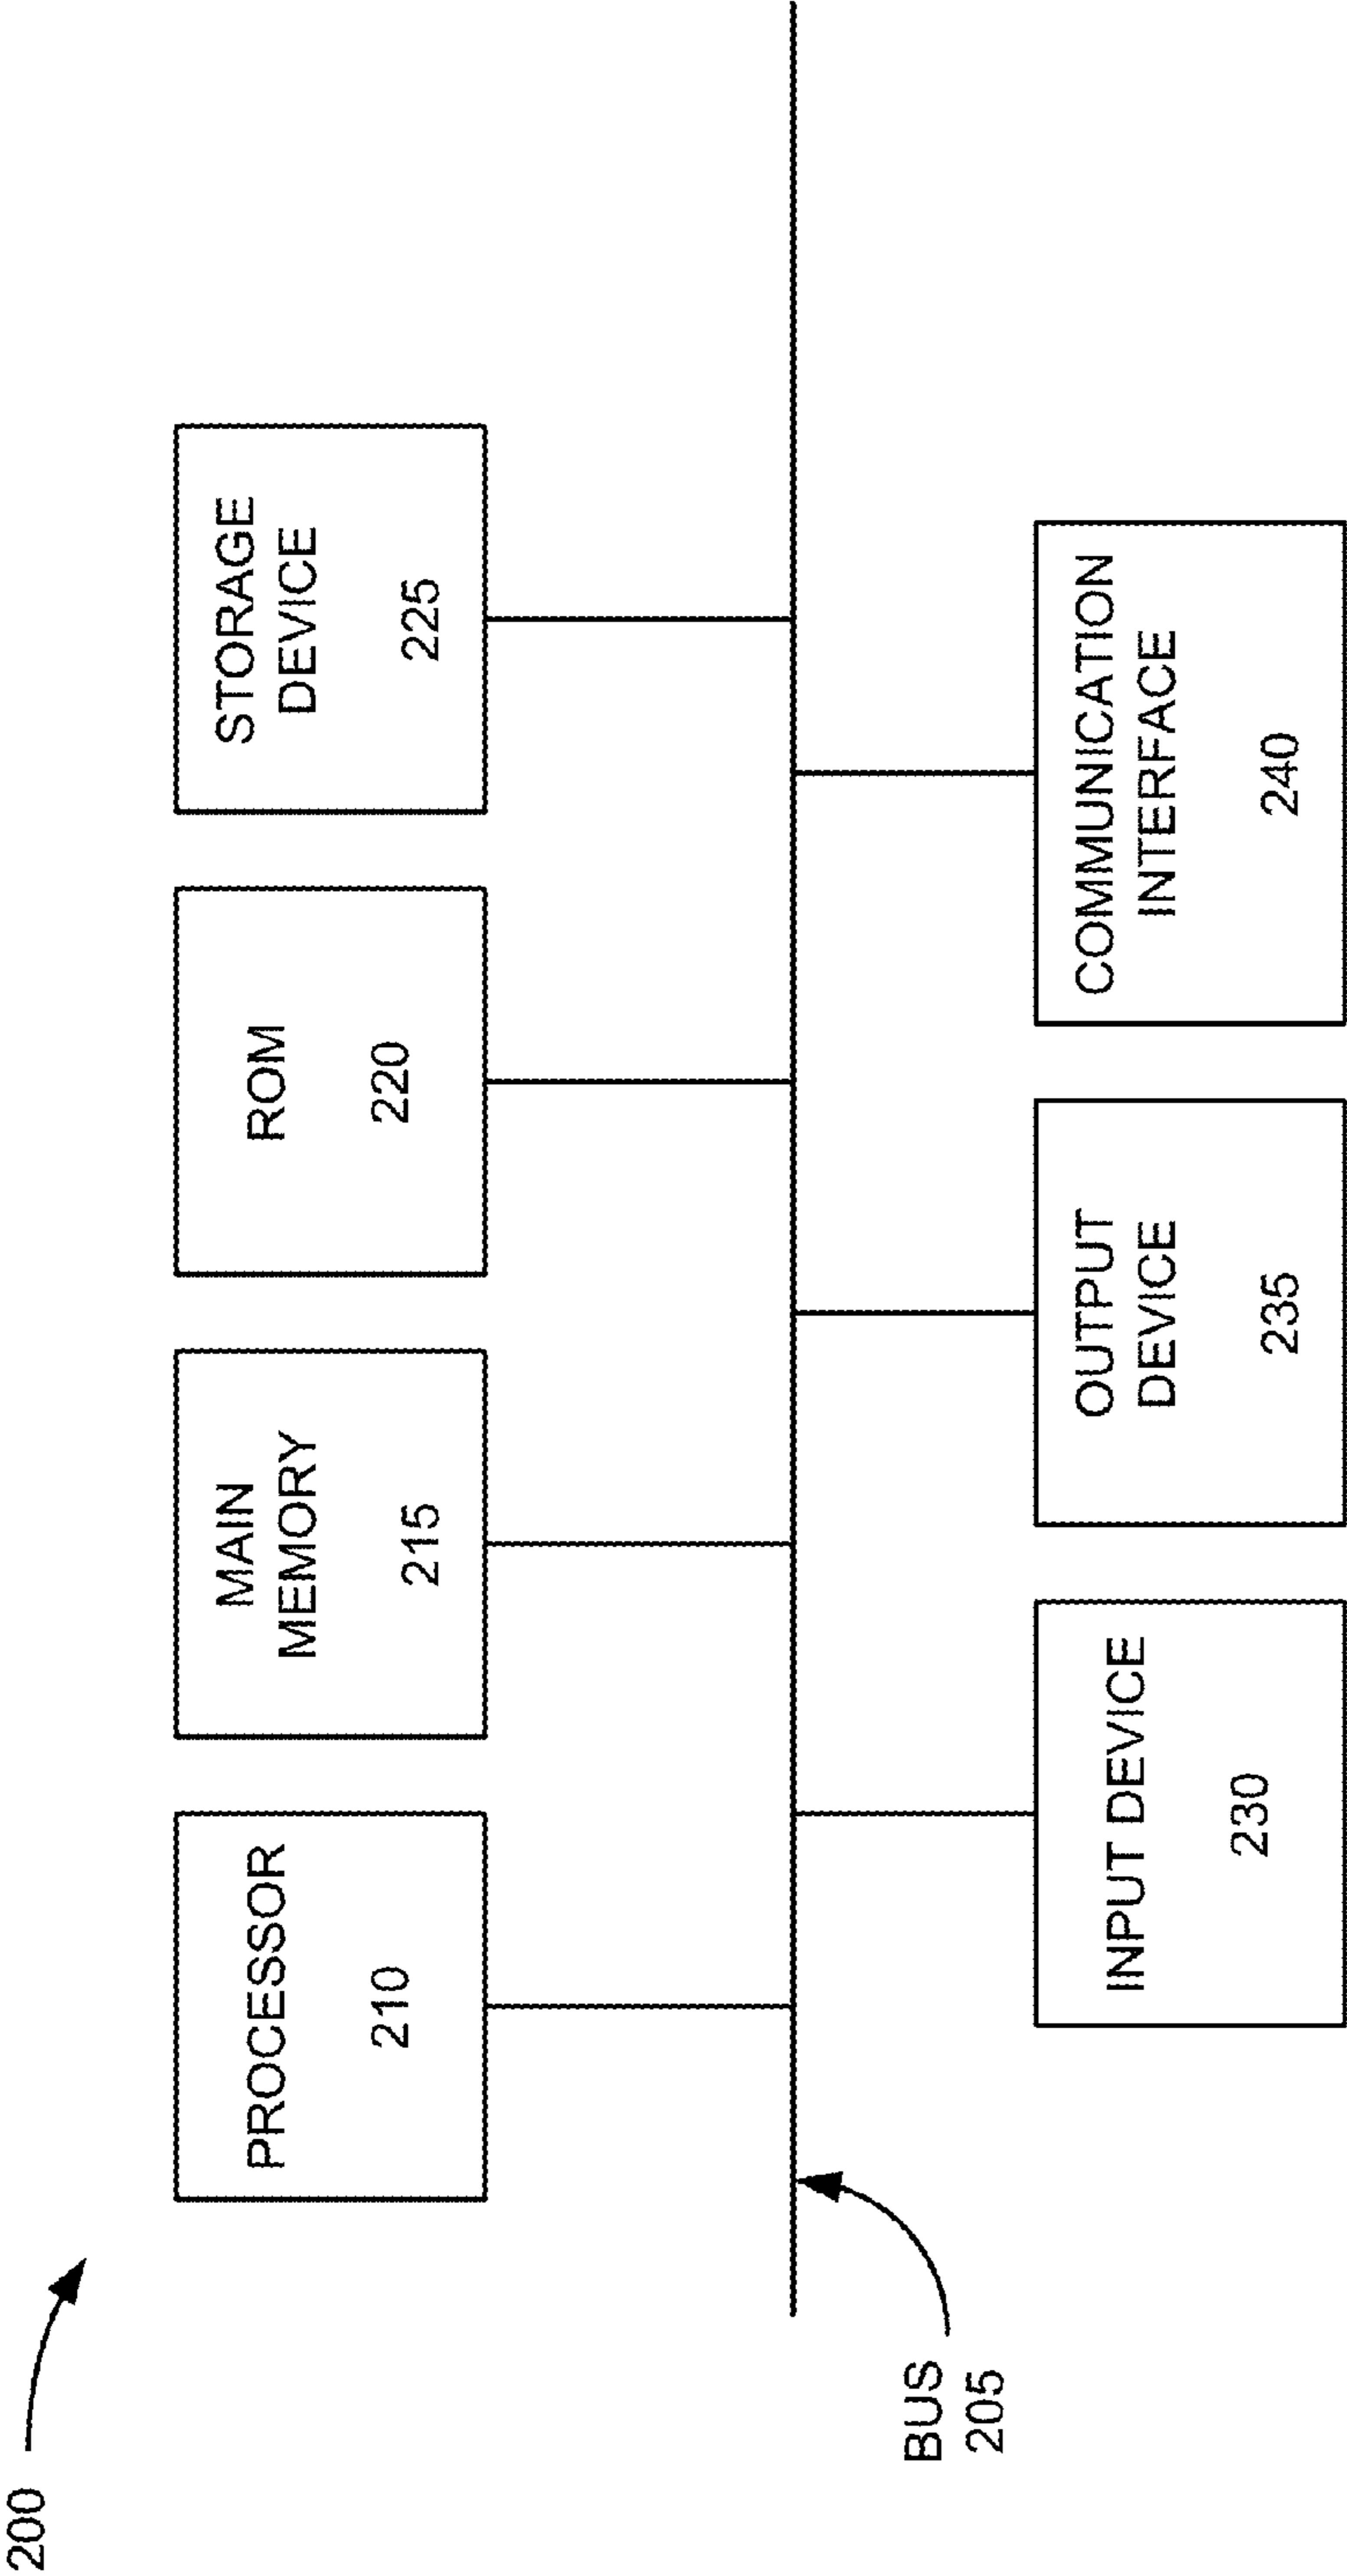 200
PROCESSOR
210
MAIN
MEMORY
215
ROM
220
STORAGE
DEVICE
225
BUS
205
INPUT DEVICE
230
OUTPUT
DEVICE
235
COMMUNICATION
INTERFACE
240